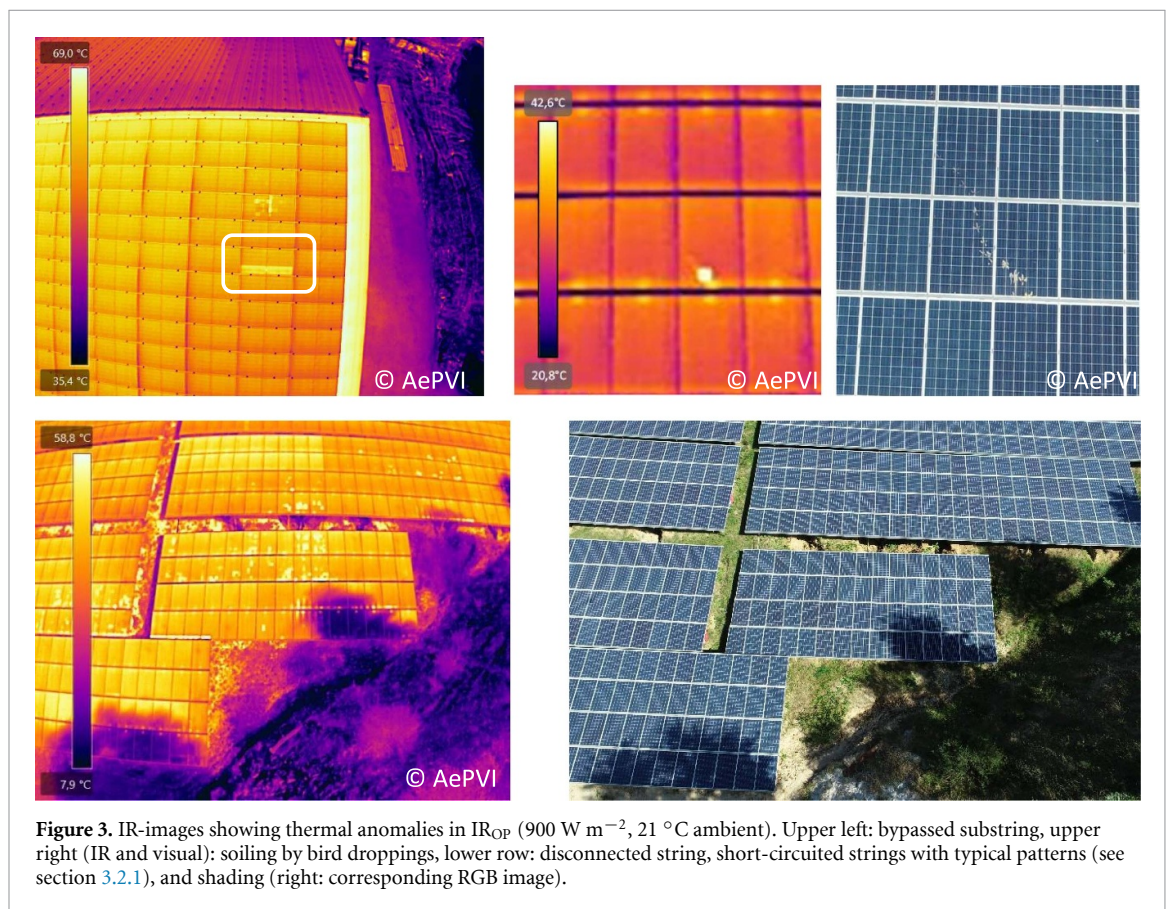 69,0 °C
35,4 °C
© AePVI
42,6°C
20,8°C
© AePVI
© AePVI
58,8 °C
7,9 °C
© AePVI
Figure 3. IR-images showing thermal anomalies in IR_OP (900 W m⁻², 21 °C ambient). Upper left: bypassed substring, upper
right (IR and visual): soiling by bird droppings, lower row: disconnected string, short-circuited strings with typical patterns (see
section 3.2.1), and shading (right: corresponding RGB image).